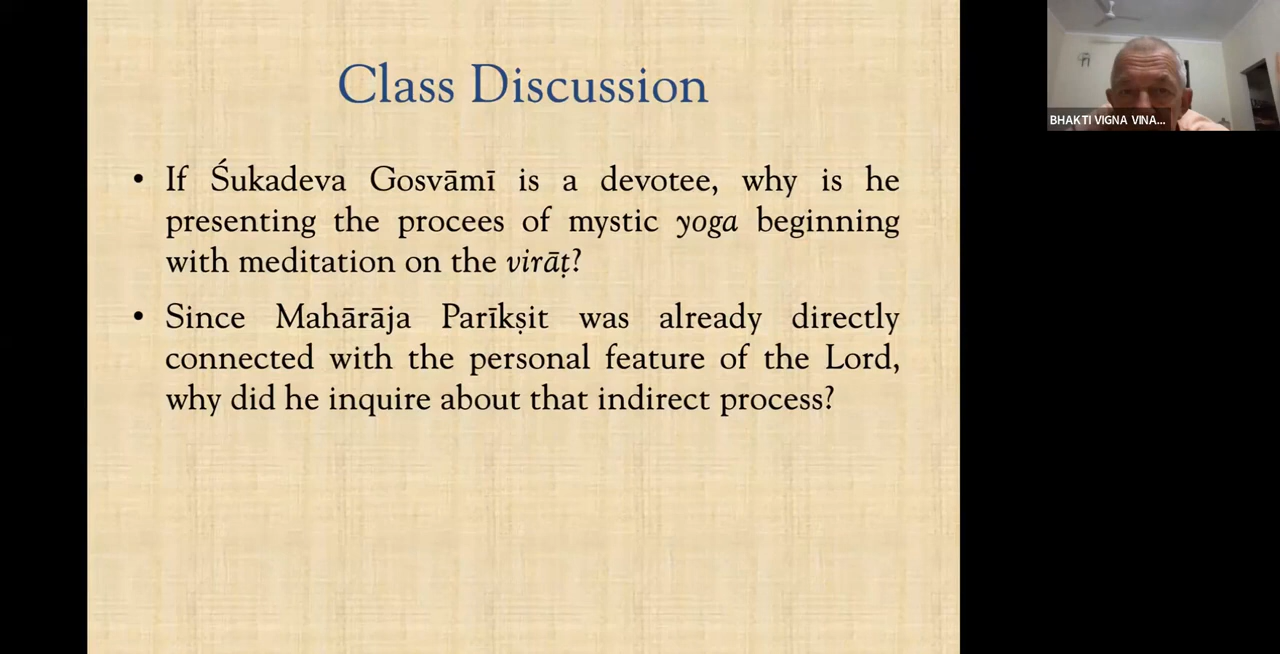 Class Discussion
• If Śukadeva Gosvāmī is a devotee, why is he
presenting the procees of mystic yoga beginning
with meditation on the virāṭ?
• Since Mahārāja Parīkṣit was already directly
connected with the personal feature of the Lord,
why did he inquire about that indirect process?
BHAKTI VIGNA VINA...